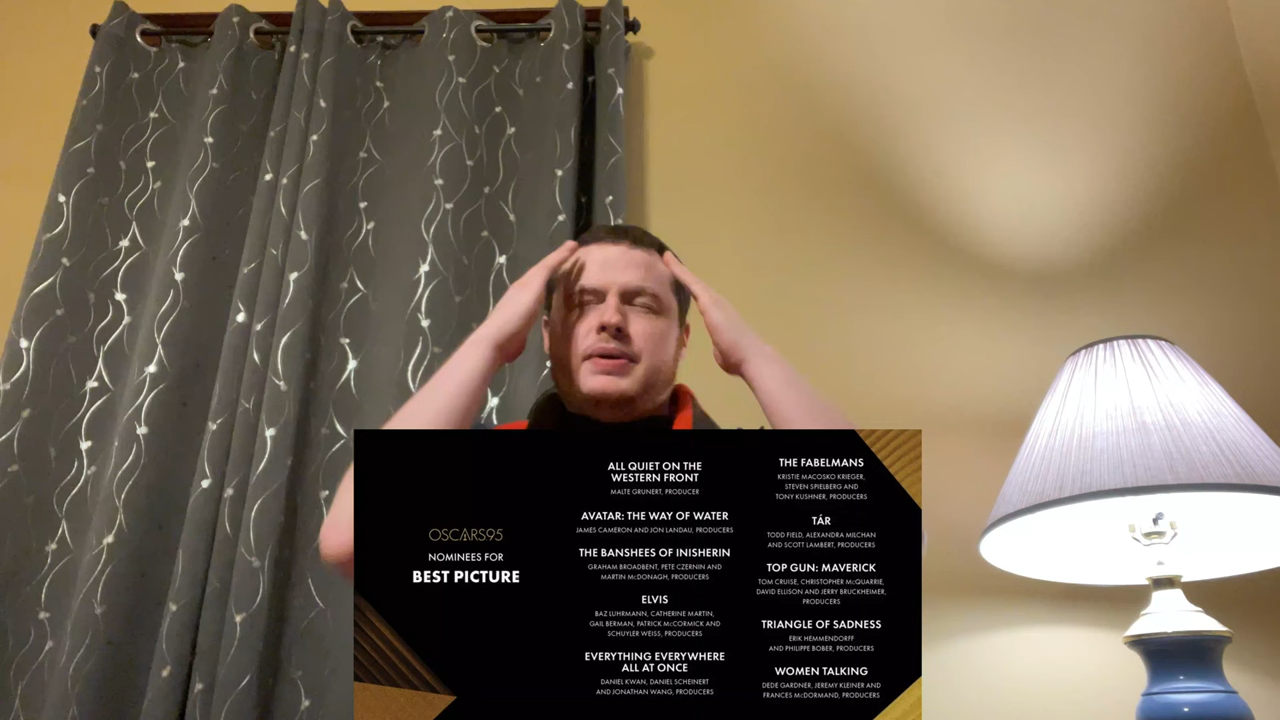 OSCARS95
NOMINEES FOR
BEST PICTURE
ALL QUIET ON THE
WESTERN FRONT
MALTE GRUNERT, PRODUCER
AVATAR: THE WAY OF WATER
JAMES CAMERON AND JON LANDAU, PRODUCERS
THE BANSHEES OF INISHERIN
GRAHAM BROADBENT, PETE CZERNIN AND
MARTIN McDONAGH, PRODUCERS
ELVIS
BAZ LUHRMANN, CATHERINE MARTIN,
GAIL BERMAN, PATRICK McCORMICK AND
SCHUYLER WEISS, PRODUCERS
EVERYTHING EVERYWHERE
ALL AT ONCE
DANIEL KWAN, DANIEL SCHEINERT
AND JONATHAN WANG, PRODUCERS
THE FABELMANS
KRISTIE MACOSKO KRIEGER,
STEVEN SPIELBERG AND
TONY KUSHNER, PRODUCERS
TÁR
TODD FIELD, ALEXANDRA MILCHAN
AND SCOTT LAMBERT, PRODUCERS
TOP GUN: MAVERICK
TOM CRUISE, CHRISTOPHER McQUARRIE,
DAVID ELLISON AND JERRY BRUCKHEIMER,
PRODUCERS
TRIANGLE OF SADNESS
ERIK HEMMENDORFF
AND PHILIPPE BOBER, PRODUCERS
WOMEN TALKING
DEDE GARDNER, JEREMY KLEINER AND
FRANCES McDORMAND, PRODUCERS